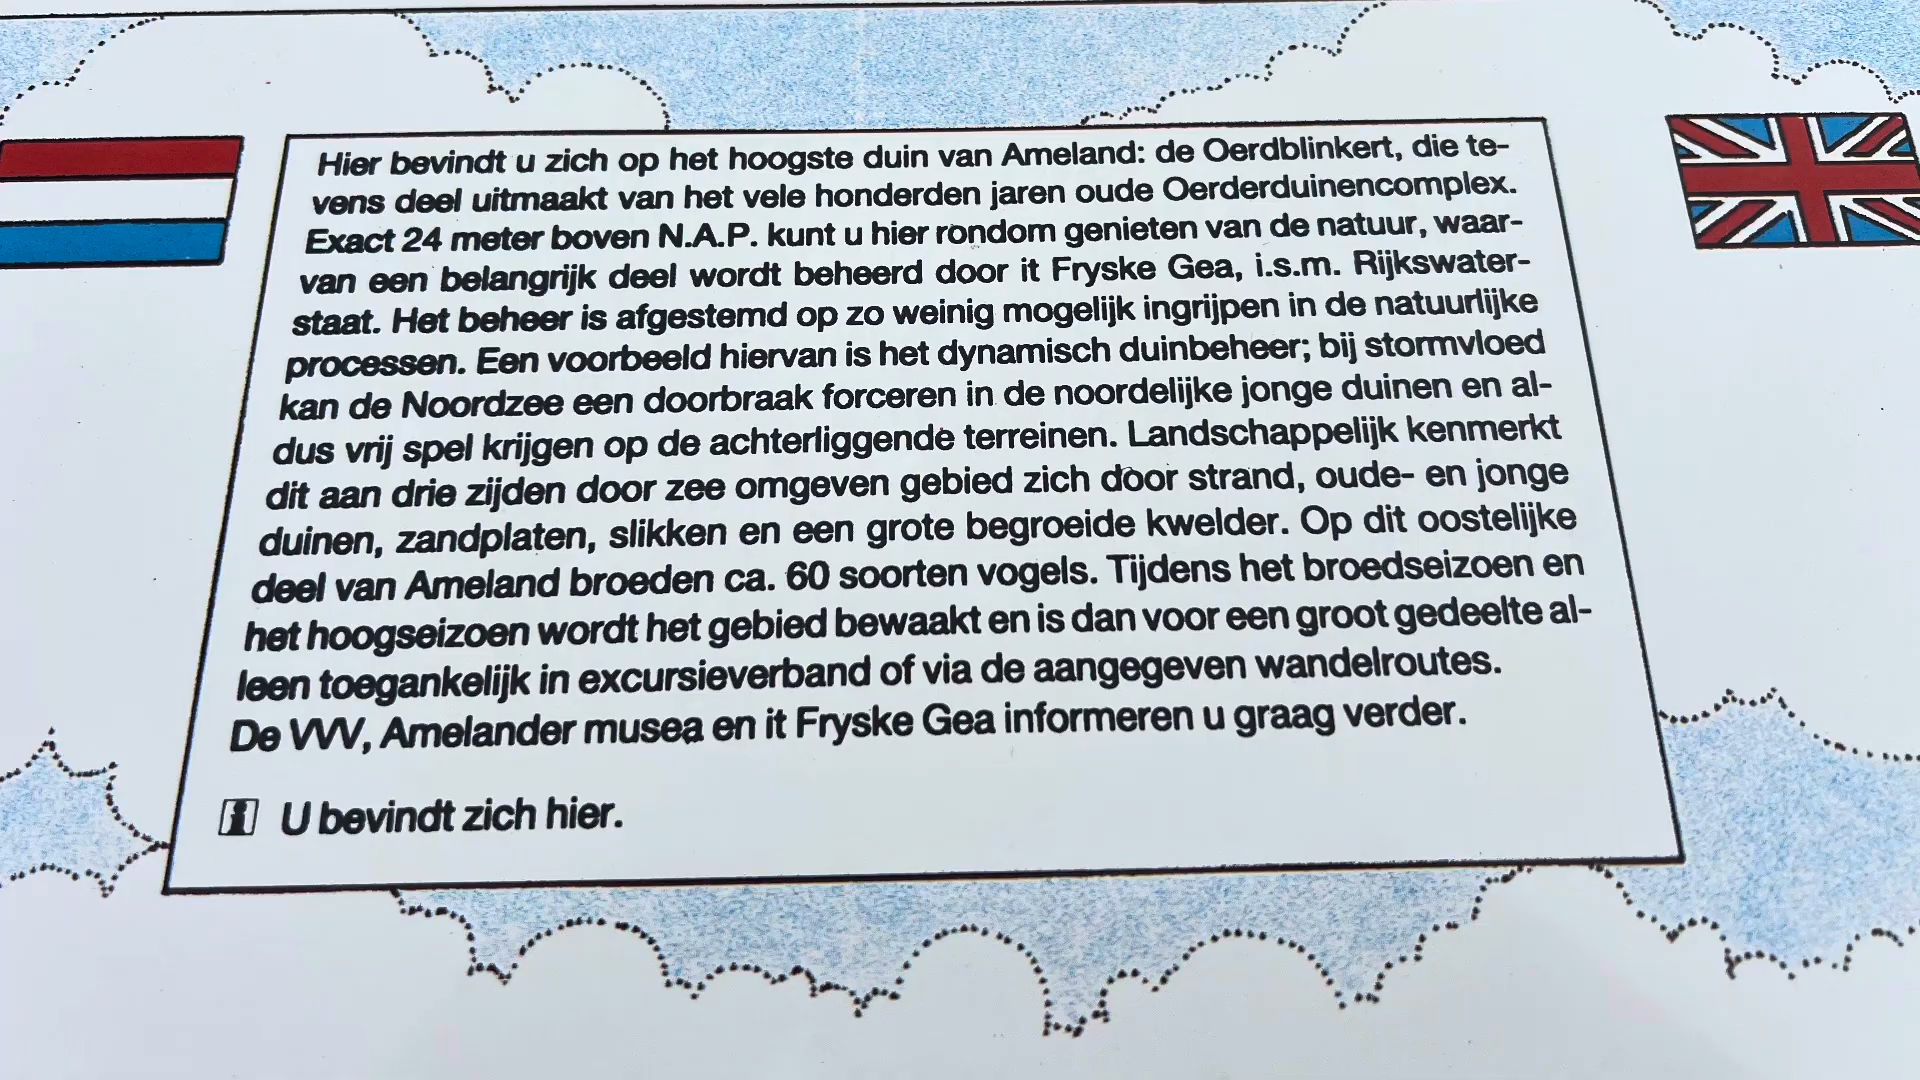 Hier bevindt u zich op het hoogste duin van Ameland: de Oerdblinkert, die te-
vens deel uitmaakt van het vele honderden jaren oude Oerderduinencomplex.
Exact 24 meter boven N.A.P. kunt u hier rondom genieten van de natuur, waar-
van een belangrijk deel wordt beheerd door it Fryske Gea, i.s.m. Rijkswater-
staat. Het beheer is afgestemd op zo weinig mogelijk ingrijpen in de natuurlijke
processen. Een voorbeeld hiervan is het dynamisch duinbeheer; bij stormvloed
kan de Noordzee een doorbraak forceren in de noordelijke jonge duinen en al-
dus vrij spel krijgen op de achterliggende terreinen. Landschappelijk kenmerkt
dit aan drie zijden door zee omgeven gebied zich door strand, oude- en jonge
duinen, zandplaten, slikken en een grote begroeide kwelder. Op dit oostelijke
deel van Ameland broeden ca. 60 soorten vogels. Tijdens het broedseizoen en
het hoogseizoen wordt het gebied bewaakt en is dan voor een groot gedeelte al-
leen toegankelijk in excursieverband of via de aangegeven wandelroutes.
De VVV, Amelander musea en it Fryske Gea informeren u graag verder.
i U bevindt zich hier.